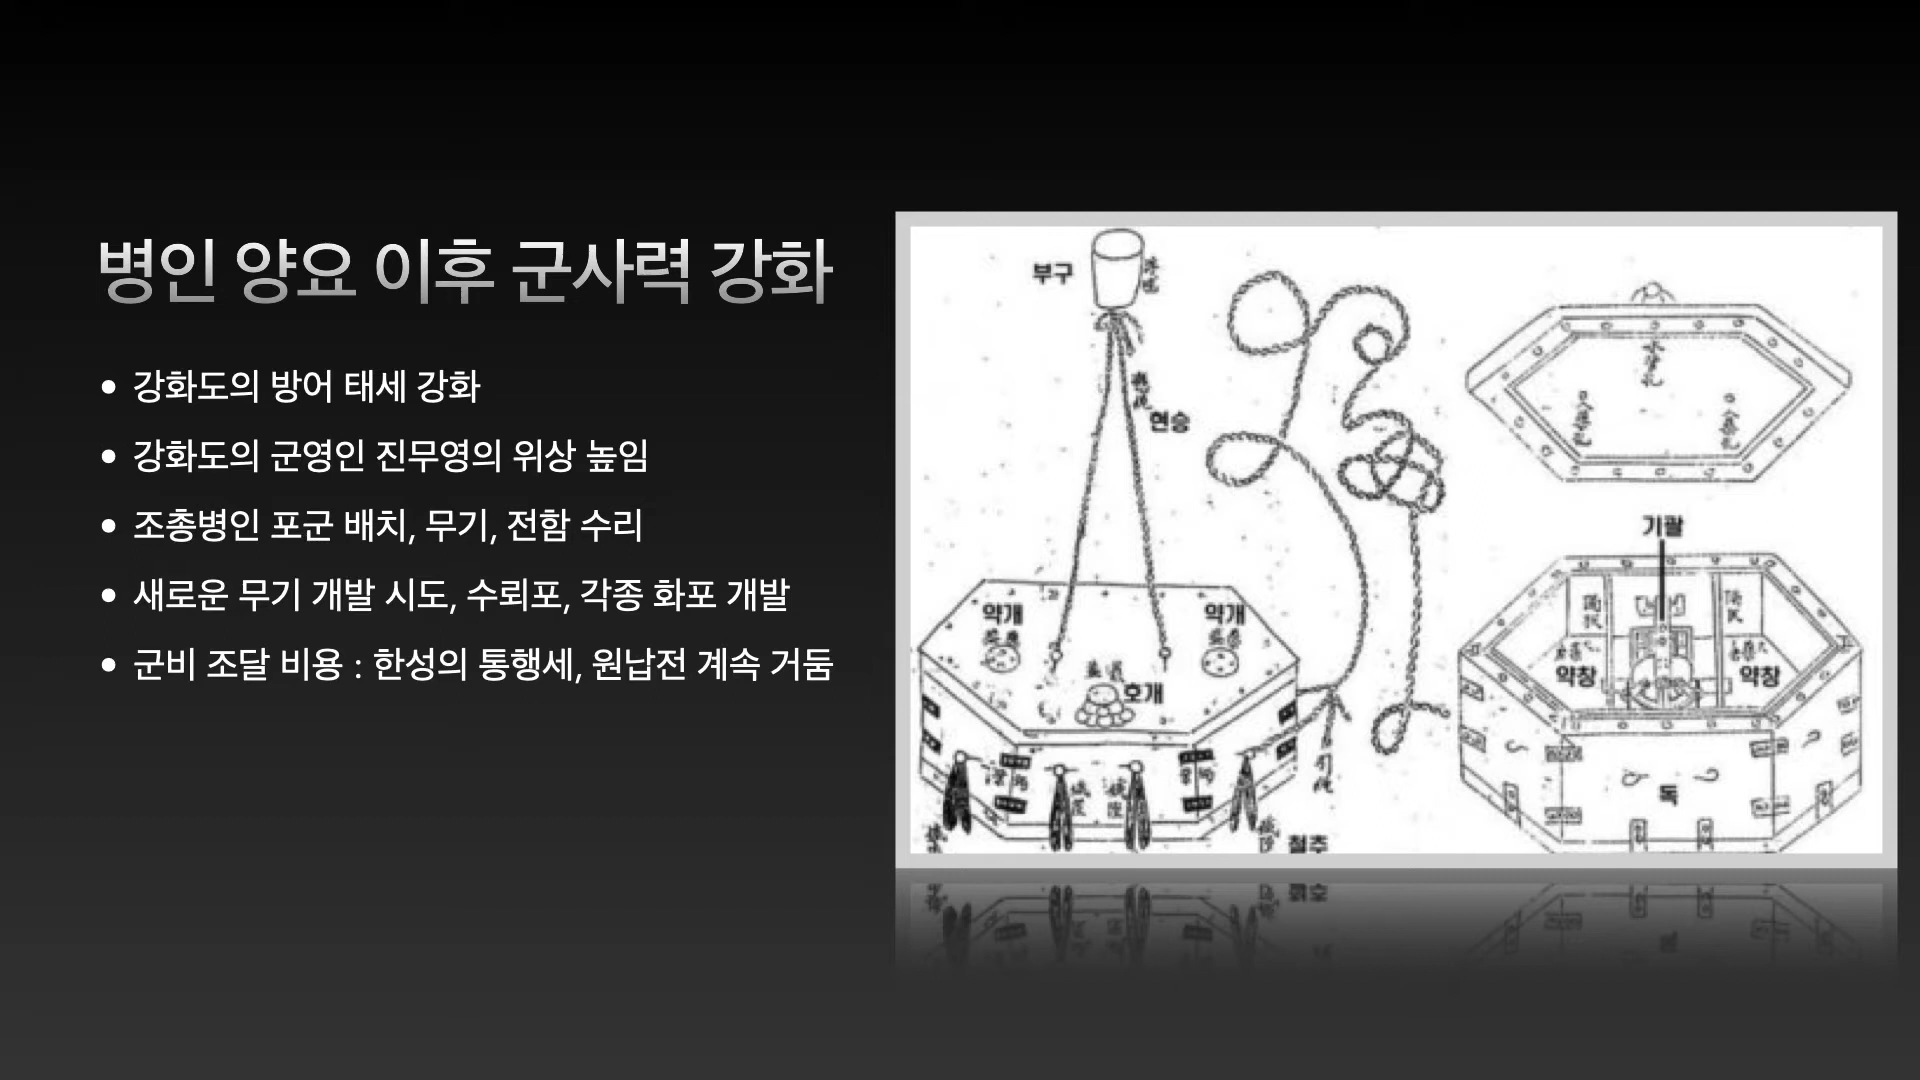 병인 양요 이후 군사력 강화
• 강화도의 방어 태세 강화
• 강화도의 군영인 진무영의 위상 높임
• 조총병인 포군 배치, 무기, 전함 수리
• 새로운 무기 개발 시도, 수뢰포, 각종 화포 개발
• 군비 조달 비용 : 한성의 통행세, 원납전 계속 거둠
부구
연승
약개
약개
호개
철추
기팔
약창
약창
독